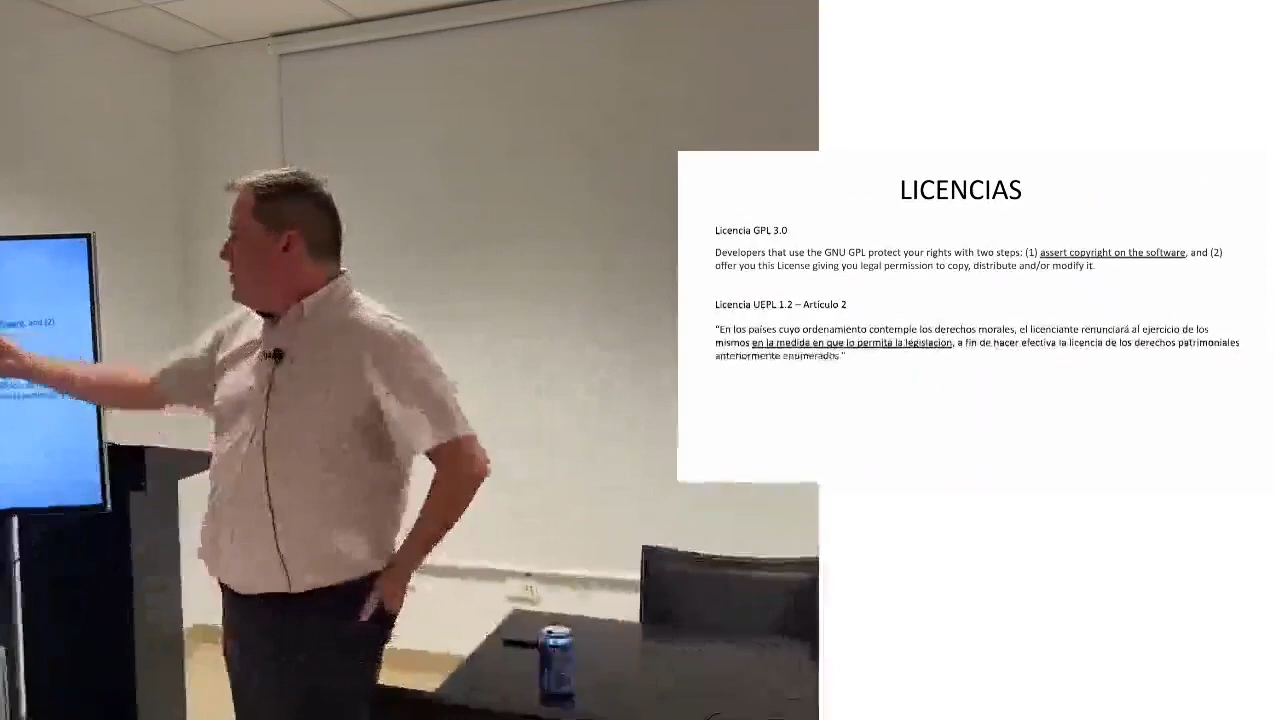 LICENCIAS
Licencia GPL 3.0
Developers that use the GNU GPL protect your rights with two steps: (1) assert copyright on the software, and (2)
offer you this License giving you legal permission to copy, distribute and/or modify it.
Licencia UEPL 1.2 – Artículo 2
“En los países cuyo ordenamiento contemple los derechos morales, el licenciante renunciará al ejercicio de los
mismos en la medida en que lo permita la legislación, a fin de hacer efectiva la licencia de los derechos patrimoniales
anteriormente enumerados.”
software, and (2)